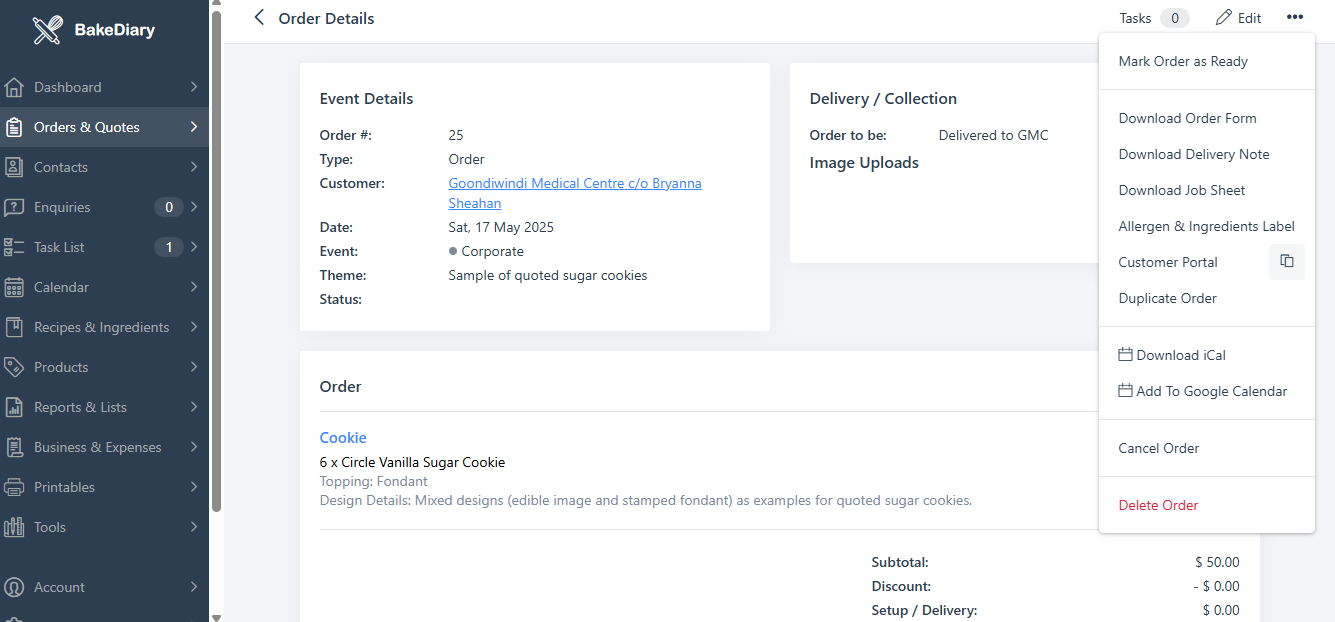 BakeDiary
Dashboard
Orders & Quotes
Contacts
Enquiries 0
Task List 1
Calendar
Recipes & Ingredients
Products
Reports & Lists
Business & Expenses
Printables
Tools
Account
Order Details
Tasks 0 Edit •••
Event Details
Order #: 25
Type: Order
Customer: Goondiwindi Medical Centre c/o Bryanna
Sheahan
Date: Sat, 17 May 2025
Event: Corporate
Theme: Sample of quoted sugar cookies
Status:
Delivery / Collection
Order to be: Delivered to GMC
Image Uploads
Mark Order as Ready
Download Order Form
Download Delivery Note
Download Job Sheet
Allergen & Ingredients Label
Customer Portal
Duplicate Order
Download iCal
Add To Google Calendar
Cancel Order
Delete Order
Order
Cookie
6 x Circle Vanilla Sugar Cookie
Topping: Fondant
Design Details: Mixed designs (edible image and stamped fondant) as examples for quoted sugar cookies.
Subtotal: $ 50.00
Discount: - $ 0.00
Setup / Delivery: $ 0.00